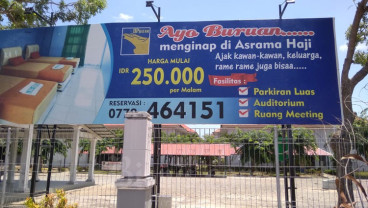 Ayo Buruan......
menginap di Asrama Haji
Ajak kawan-kawan, keluarga,
rame rame juga bisaa.....
HARGA MULAI
IDR 250.000
per Malam
Fasilitas :
Parkiran Luas
Auditorium
Ruang Meeting
RESERVASI :
464151